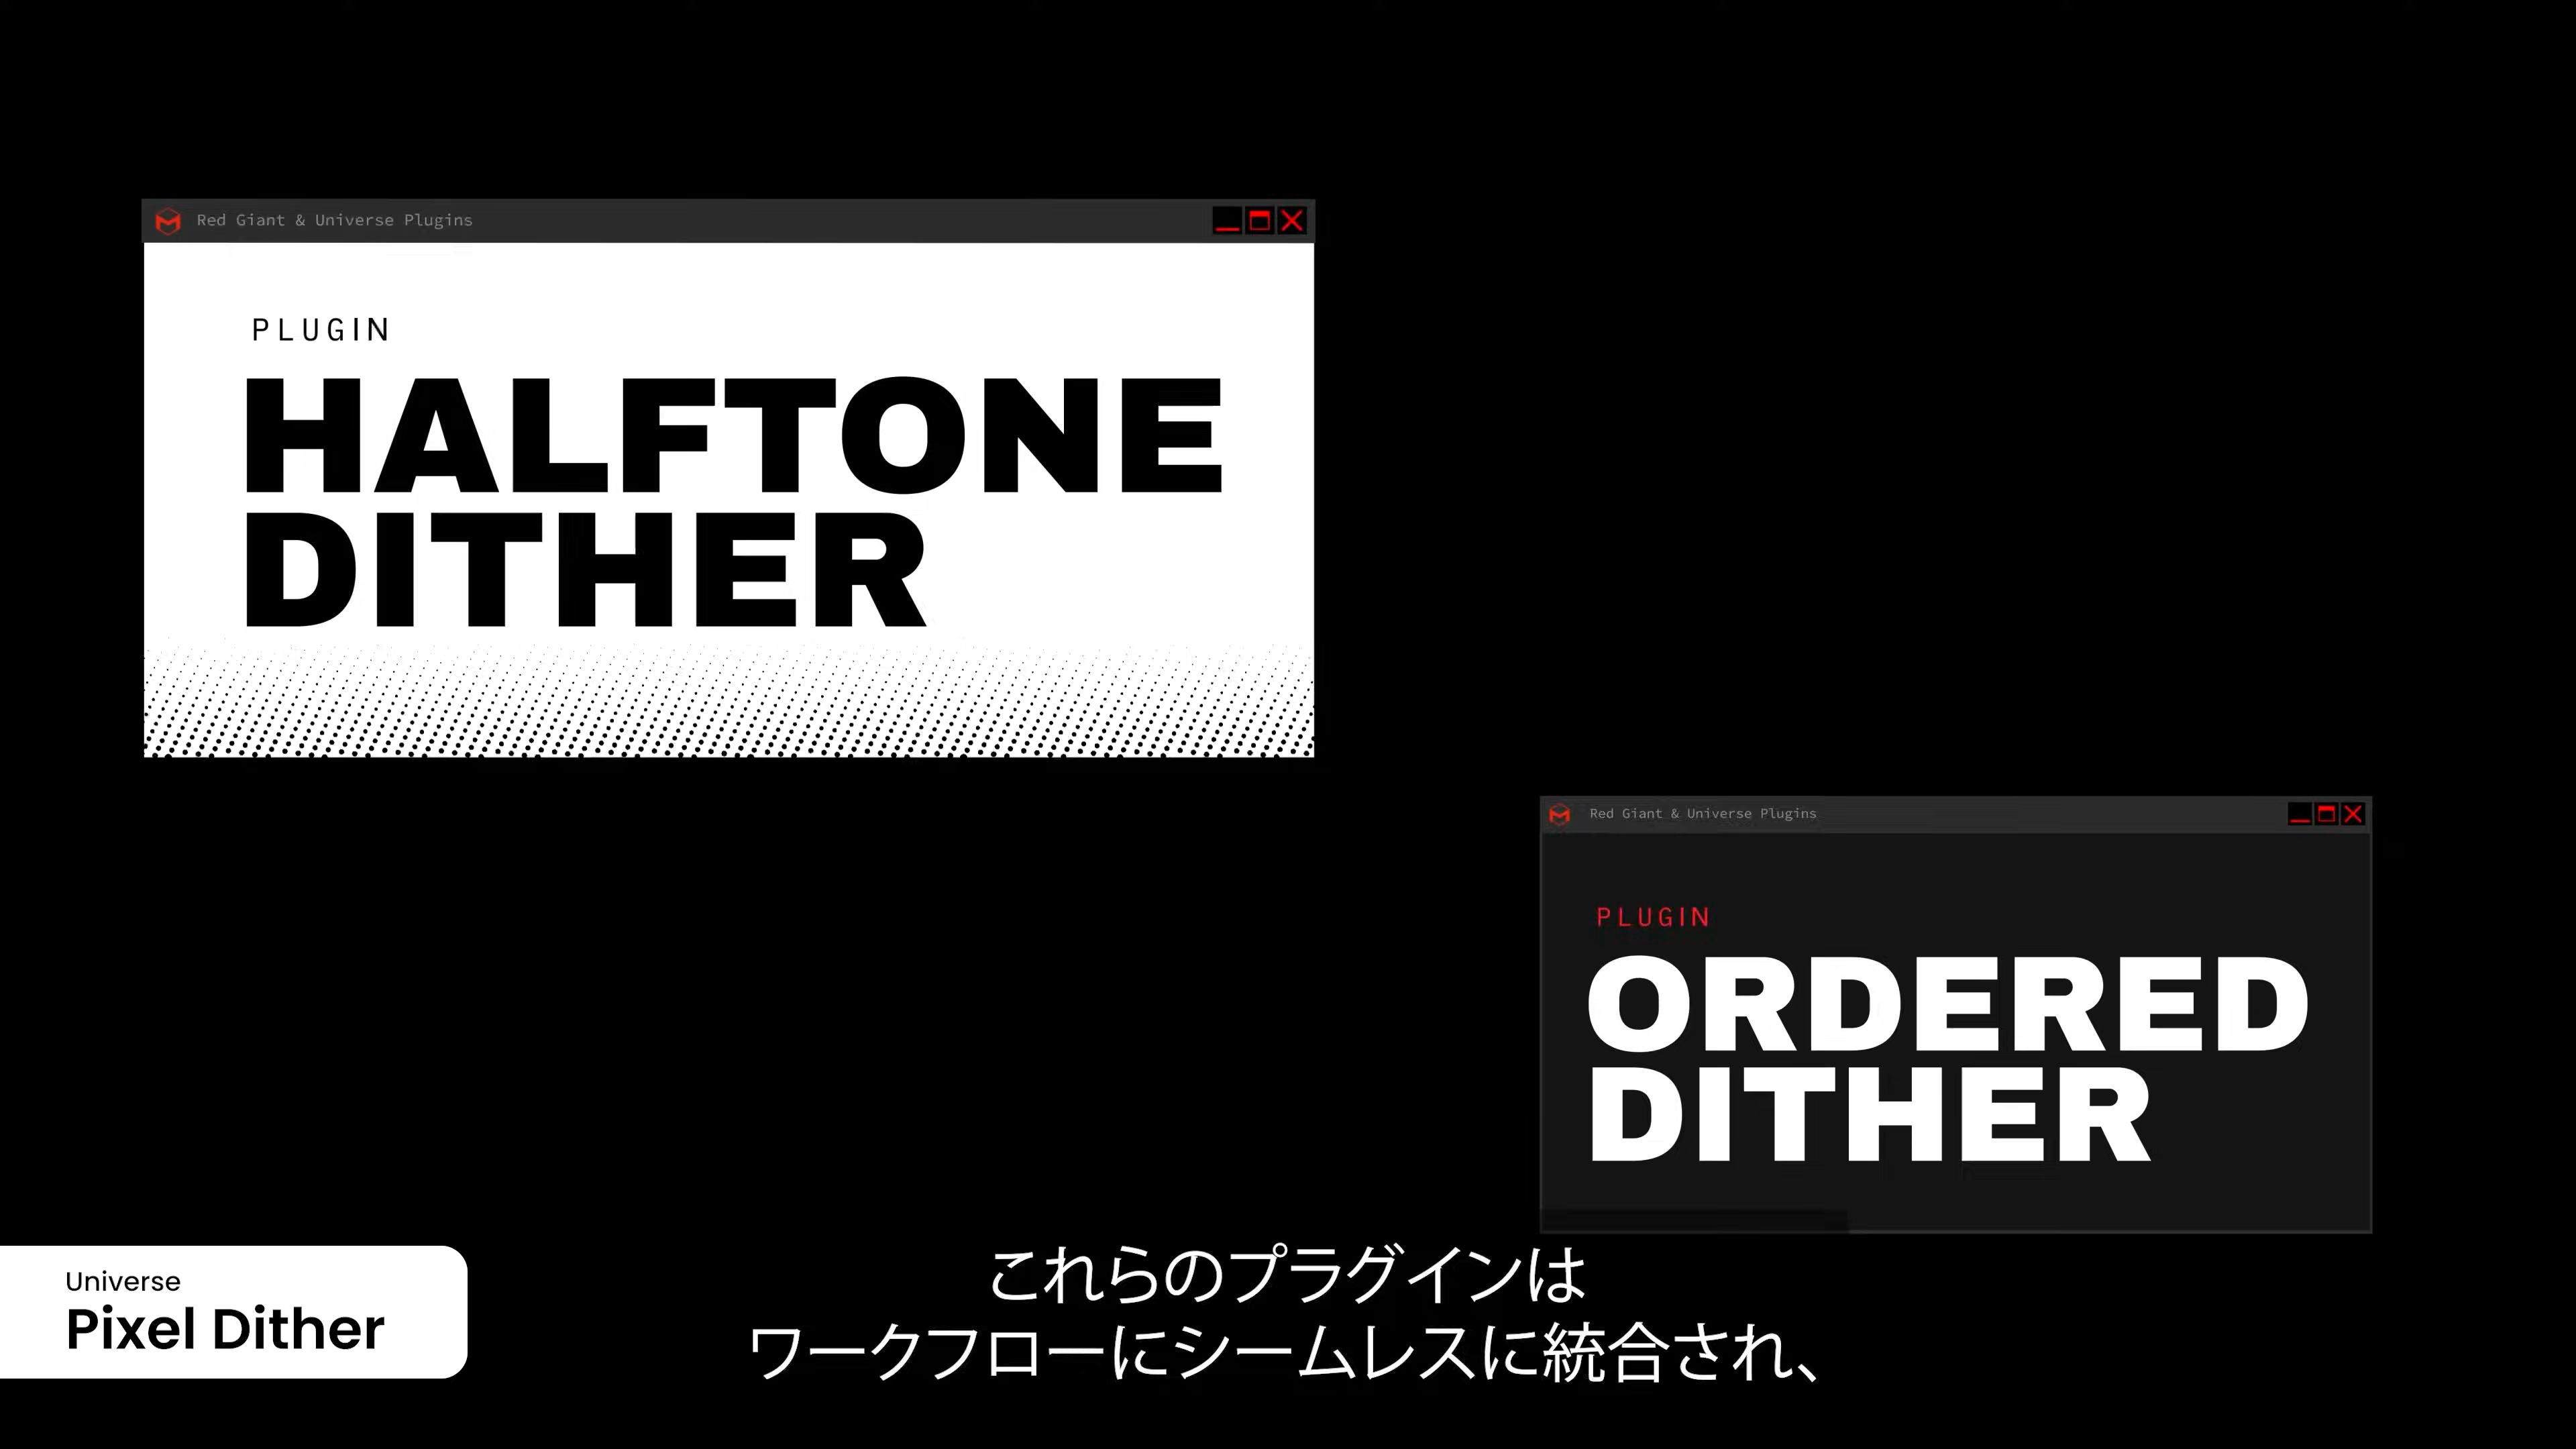 Red Giant & Universe Plugins
PLUGIN
HALFTONE
DITHER
Red Giant & Universe Plugins
PLUGIN
ORDERED
DITHER
Universe
Pixel Dither
これらのプラグインは
ワークフローにシームレスに統合され、